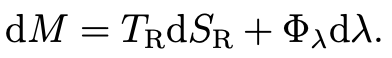 dM = T_R dS_R + Φ_λ dλ.